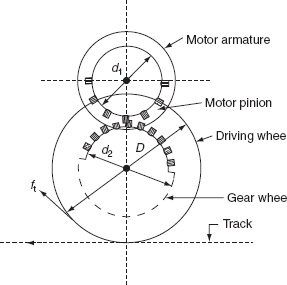 Motor armature
d1
Motor pinion
Driving whee
d2
D
ft
Gear whee
Track